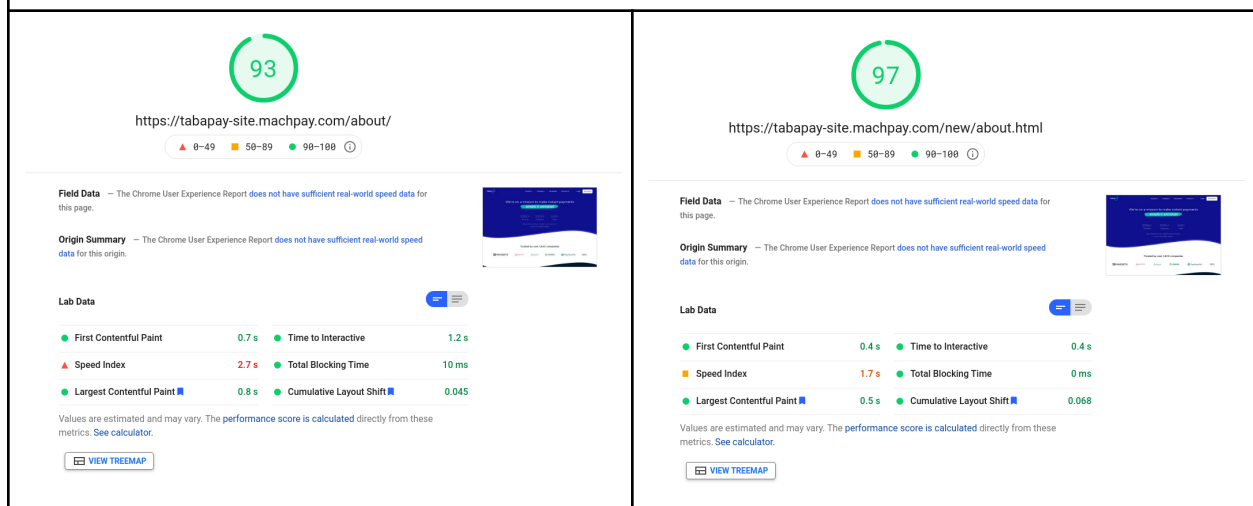 93
https://tabapay-site.machpay.com/about/
0–49 50–89 90–100
Field Data — The Chrome User Experience Report does not have sufficient real-world speed data for
this page.
Origin Summary — The Chrome User Experience Report does not have sufficient real-world speed
data for this origin.
Lab Data
First Contentful Paint 0.7 s Time to Interactive 1.2 s
Speed Index 2.7 s Total Blocking Time 10 ms
Largest Contentful Paint 0.8 s Cumulative Layout Shift 0.045
Values are estimated and may vary. The performance score is calculated directly from these
metrics. See calculator.
VIEW TREEMAP
97
https://tabapay-site.machpay.com/new/about.html
0–49 50–89 90–100
Field Data — The Chrome User Experience Report does not have sufficient real-world speed data for
this page.
Origin Summary — The Chrome User Experience Report does not have sufficient real-world speed
data for this origin.
Lab Data
First Contentful Paint 0.4 s Time to Interactive 0.4 s
Speed Index 1.7 s Total Blocking Time 0 ms
Largest Contentful Paint 0.5 s Cumulative Layout Shift 0.068
Values are estimated and may vary. The performance score is calculated directly from these
metrics. See calculator.
VIEW TREEMAP